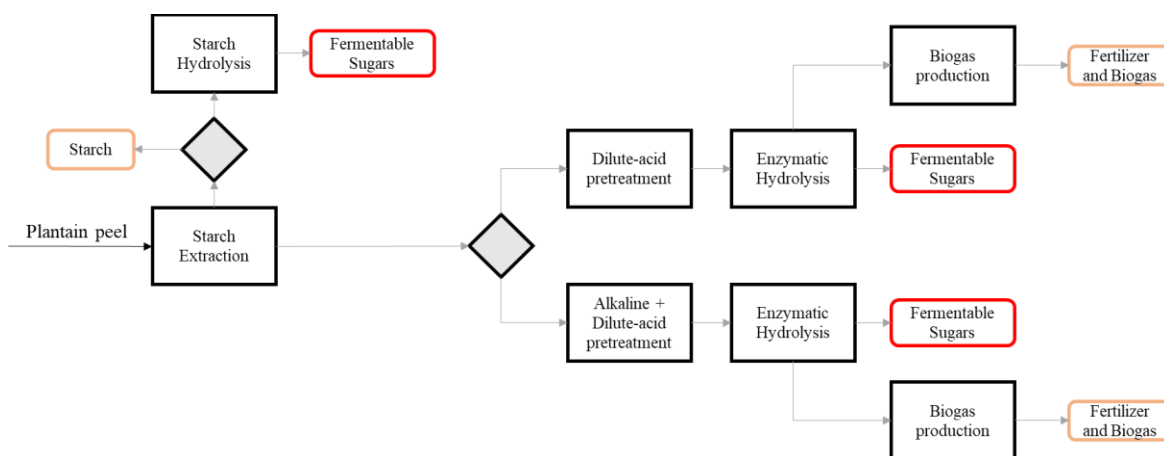 Starch
Hydrolysis
Fermentable
Sugars
Starch
Plantain peel
Starch
Extraction
Dilute-acid
pretreatment
Enzymatic
Hydrolysis
Biogas
production
Fertilizer
and Biogas
Fermentable
Sugars
Alkaline +
Dilute-acid
pretreatment
Enzymatic
Hydrolysis
Fermentable
Sugars
Biogas
production
Fertilizer
and Biogas